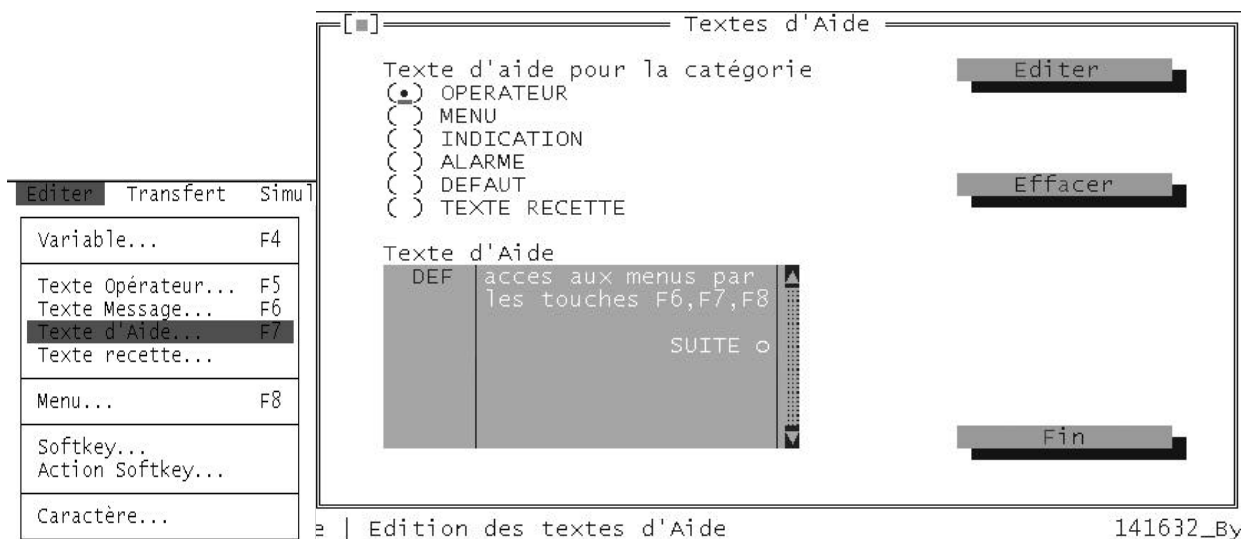 Editer Transfert Simul
Variable... F4
Texte Opérateur... F5
Texte Message... F6
Texte d'Aide... F7
Texte recette...
Menu... F8
Softkey...
Action Softkey...
Caractère...
Textes d'Aide
Texte d'aide pour la catégorie
(•) OPERATEUR
( ) MENU
( ) INDICATION
( ) ALARME
( ) DEFAUT
( ) TEXTE RECETTE
Texte d'Aide
DEF acces aux menus par
les touches F6,F7,F8
SUITE o
Editer
Effacer
Fin
e | Edition des textes d'Aide 141632_By